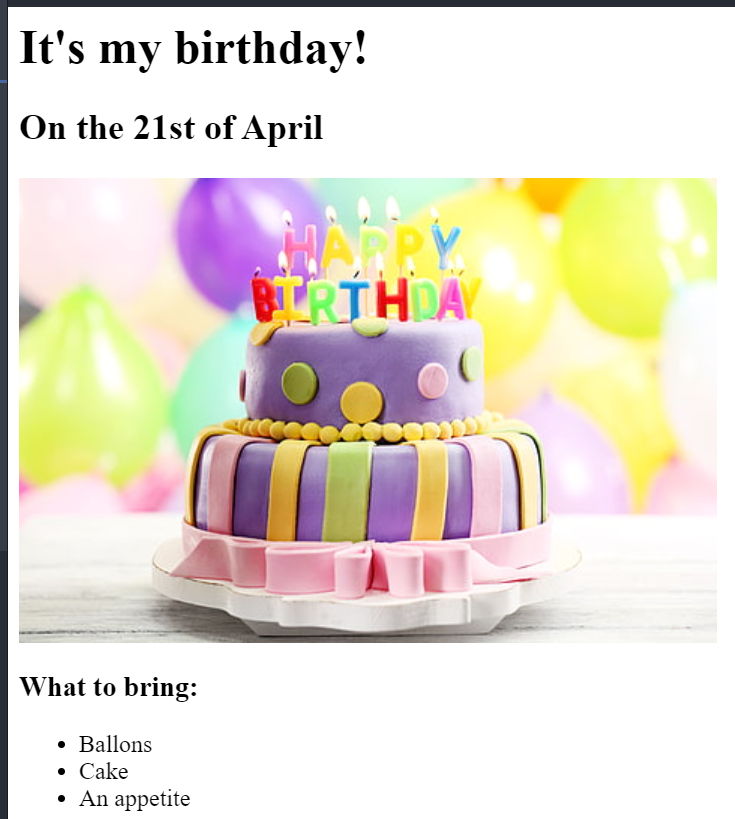 It's my birthday!
On the 21st of April
HAPPY
BIRTHDAY
What to bring:
Ballons
Cake
An appetite